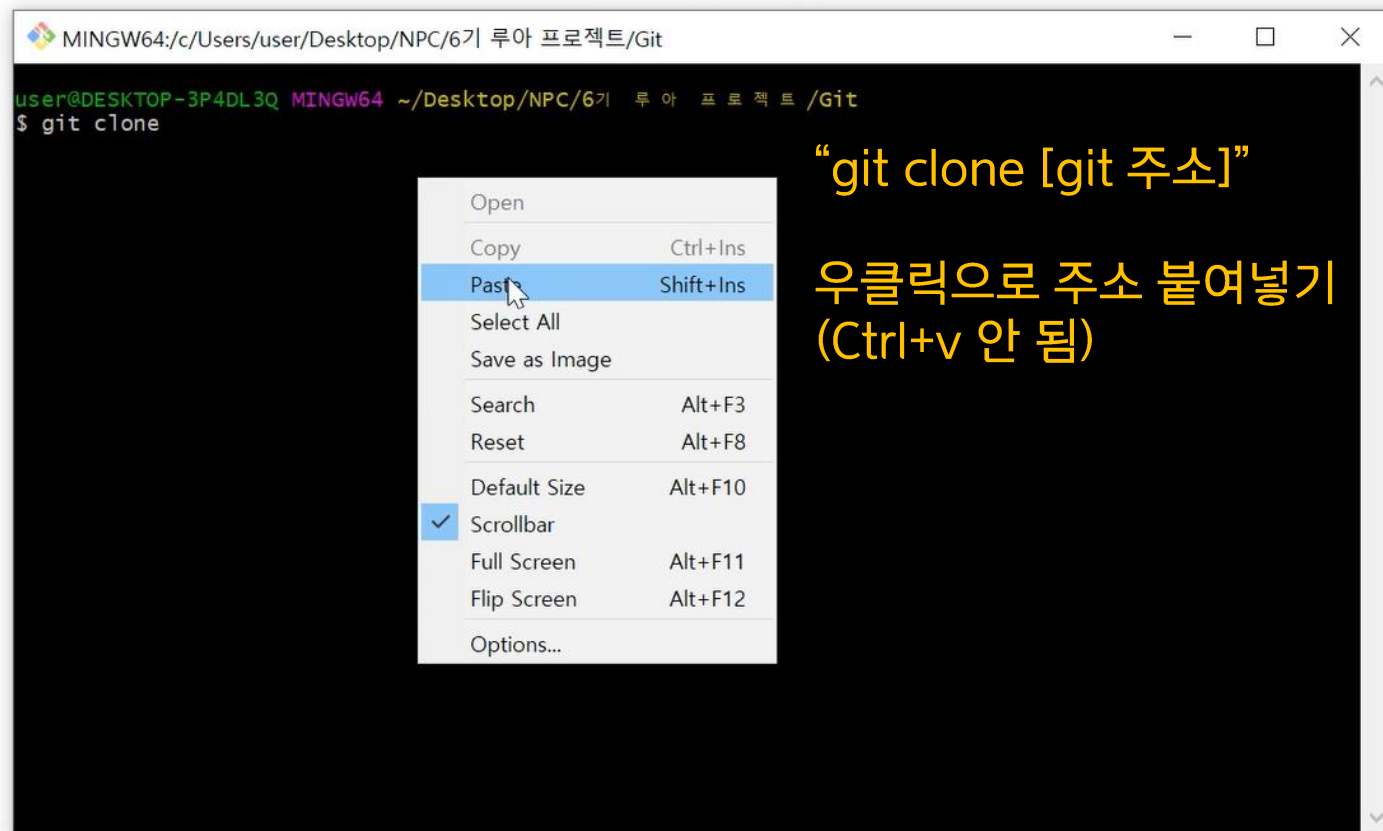 MINGW64:/c/Users/user/Desktop/NPC/6기 루아 프로젝트/Git
user@DESKTOP-3P4DL3Q MINGW64 ~/Desktop/NPC/6기 루아 프로젝트/Git
$ git clone
“git clone [git 주소]”
우클릭으로 주소 붙여넣기
(Ctrl+v 안 됨)
Open
Copy Ctrl+Ins
Paste Shift+Ins
Select All
Save as Image
Search Alt+F3
Reset Alt+F8
Default Size Alt+F10
Scrollbar
Full Screen Alt+F11
Flip Screen Alt+F12
Options...